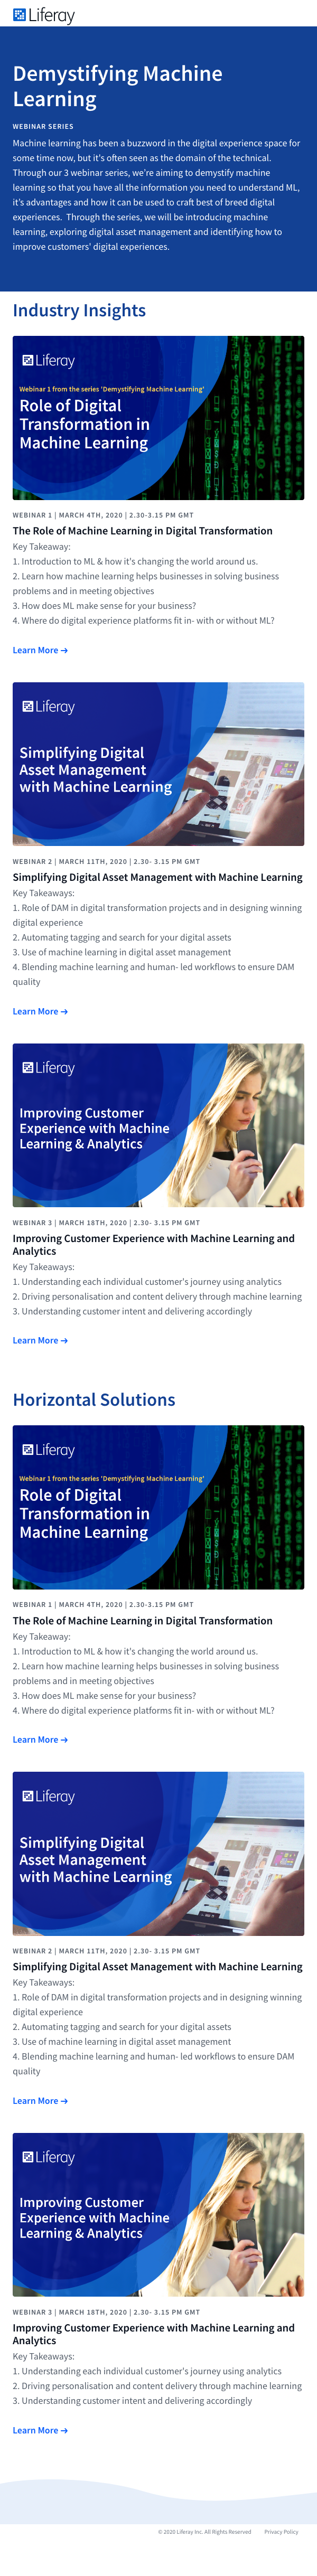 Liferay
Demystifying Machine
Learning
WEBINAR SERIES
Machine learning has been a buzzword in the digital experience space for
some time now, but it's often seen as the domain of the technical.
Through our 3 webinar series, we're aiming to demystify machine
learning so that you have all the information you need to understand ML,
it's advantages and how it can be used to craft best of breed digital
experiences. Through the series, we will be introducing machine
learning, exploring digital asset management and identifying how to
improve customers' digital experiences.
Industry Insights
Liferay
Webinar 1 from the series 'Demystifying Machine Learning'
Role of Digital
Transformation in
Machine Learning
WEBINAR 1 | MARCH 4TH, 2020 | 2.30-3.15 PM GMT
The Role of Machine Learning in Digital Transformation
Key Takeaway:
1. Introduction to ML & how it's changing the world around us.
2. Learn how machine learning helps businesses in solving business
problems and in meeting objectives
3. How does ML make sense for your business?
4. Where do digital experience platforms fit in- with or without ML?
Learn More →
Liferay
Simplifying Digital
Asset Management
with Machine Learning
WEBINAR 2 | MARCH 11TH, 2020 | 2.30- 3.15 PM GMT
Simplifying Digital Asset Management with Machine Learning
Key Takeaways:
1. Role of DAM in digital transformation projects and in designing winning
digital experience
2. Automating tagging and search for your digital assets
3. Use of machine learning in digital asset management
4. Blending machine learning and human- led workflows to ensure DAM
quality
Learn More →
Liferay
Improving Customer
Experience with Machine
Learning & Analytics
WEBINAR 3 | MARCH 18TH, 2020 | 2.30- 3.15 PM GMT
Improving Customer Experience with Machine Learning and
Analytics
Key Takeaways:
1. Understanding each individual customer's journey using analytics
2. Driving personalisation and content delivery through machine learning
3. Understanding customer intent and delivering accordingly
Learn More →
Horizontal Solutions
Liferay
Webinar 1 from the series 'Demystifying Machine Learning'
Role of Digital
Transformation in
Machine Learning
WEBINAR 1 | MARCH 4TH, 2020 | 2.30-3.15 PM GMT
The Role of Machine Learning in Digital Transformation
Key Takeaway:
1. Introduction to ML & how it's changing the world around us.
2. Learn how machine learning helps businesses in solving business
problems and in meeting objectives
3. How does ML make sense for your business?
4. Where do digital experience platforms fit in- with or without ML?
Learn More →
Liferay
Simplifying Digital
Asset Management
with Machine Learning
WEBINAR 2 | MARCH 11TH, 2020 | 2.30- 3.15 PM GMT
Simplifying Digital Asset Management with Machine Learning
Key Takeaways:
1. Role of DAM in digital transformation projects and in designing winning
digital experience
2. Automating tagging and search for your digital assets
3. Use of machine learning in digital asset management
4. Blending machine learning and human- led workflows to ensure DAM
quality
Learn More →
Liferay
Improving Customer
Experience with Machine
Learning & Analytics
WEBINAR 3 | MARCH 18TH, 2020 | 2.30- 3.15 PM GMT
Improving Customer Experience with Machine Learning and
Analytics
Key Takeaways:
1. Understanding each individual customer's journey using analytics
2. Driving personalisation and content delivery through machine learning
3. Understanding customer intent and delivering accordingly
Learn More →
© 2020 Liferay Inc. All Rights Reserved Privacy Policy